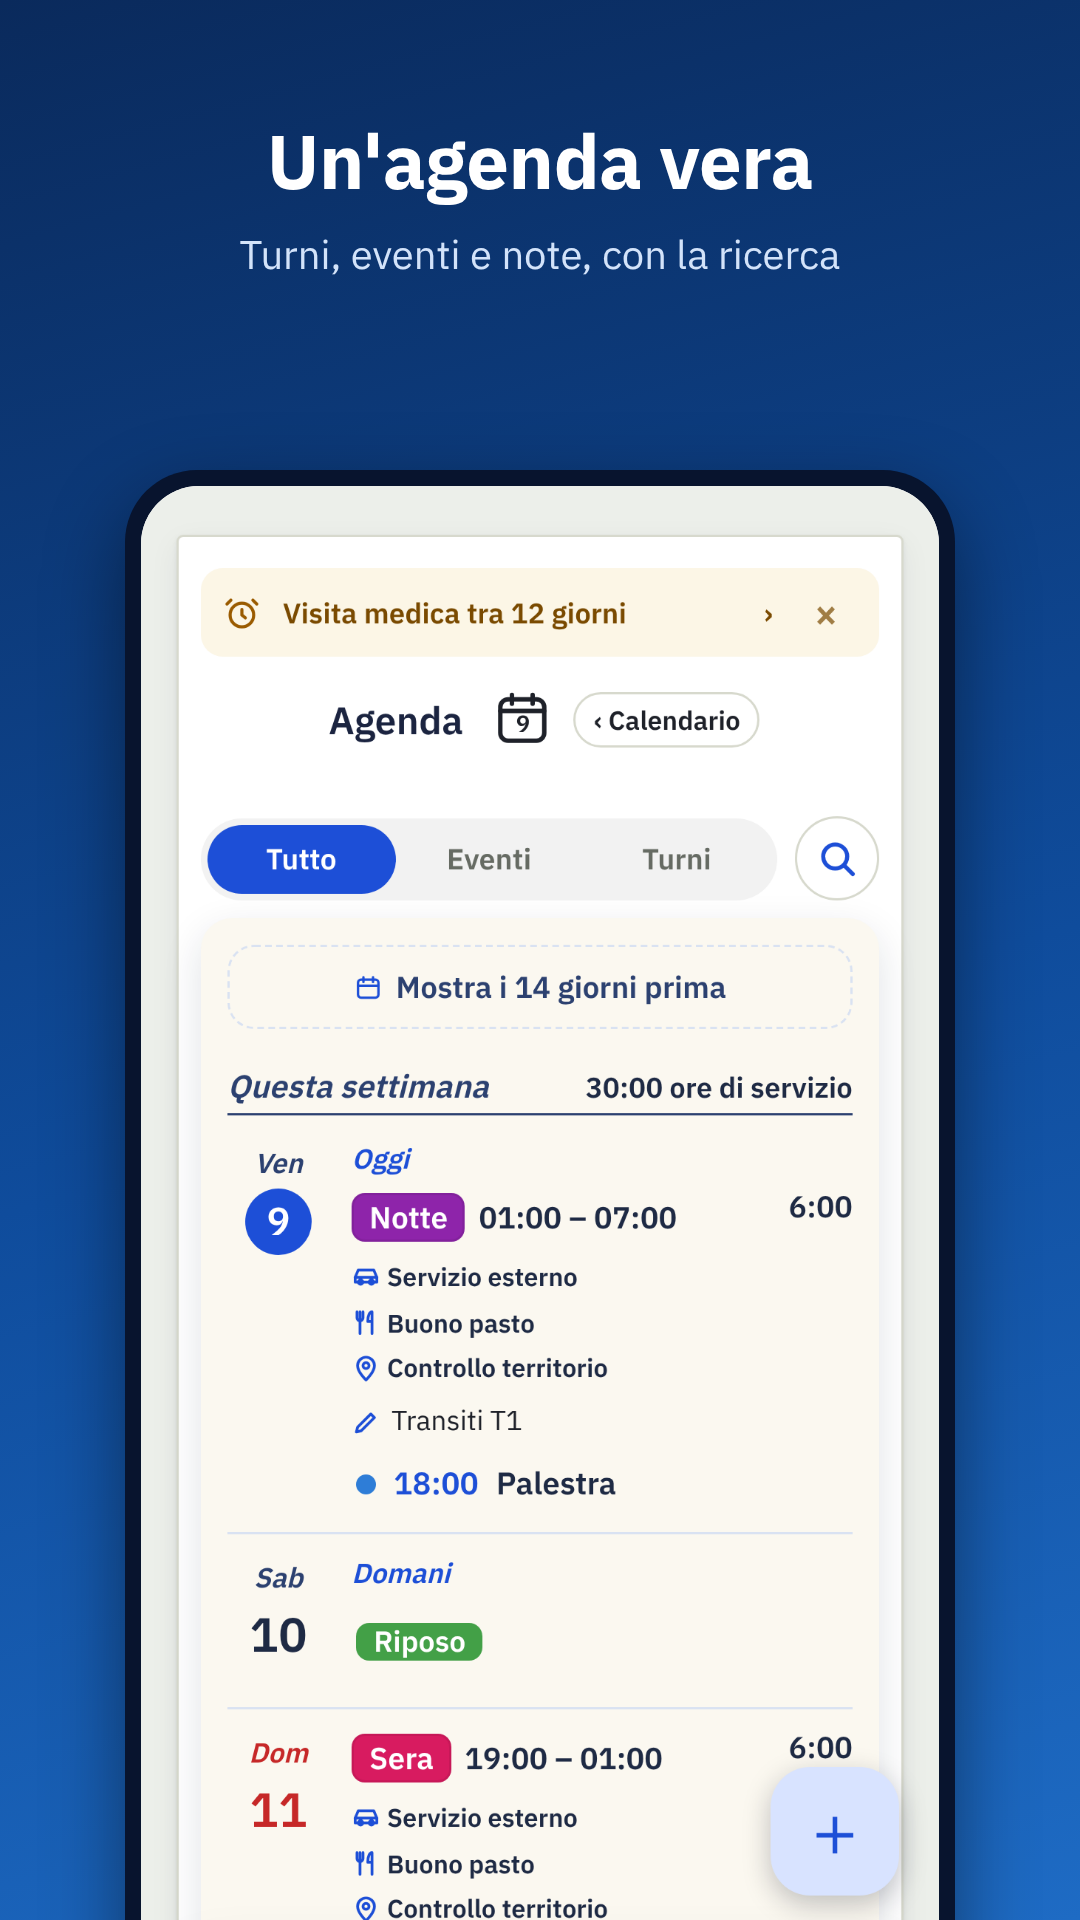 Un'agenda vera
Turni, eventi e note, con la ricerca
Visita medica tra 12 giorni › ×
Agenda 9 ‹ Calendario
Tutto Eventi Turni
Mostra i 14 giorni prima
Questa settimana 30:00 ore di servizio
Ven Oggi
9 Notte 01:00 – 07:00 6:00
Servizio esterno
Buono pasto
Controllo territorio
Transiti T1
18:00 Palestra
Sab Domani
10 Riposo
Dom Sera 19:00 – 01:00 6:00
11 Servizio esterno
Buono pasto
Controllo territorio